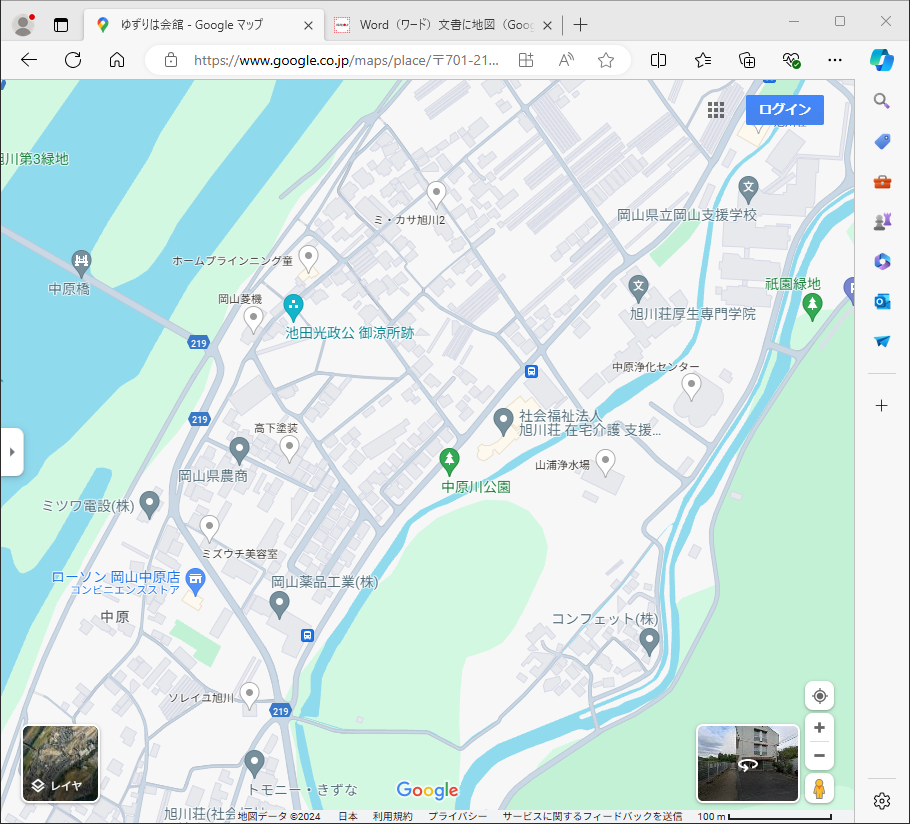 ゆずりは会館 - Google マップ
Word（ワード）文書に地図（Goog
https://www.google.co.jp/maps/place/〒701-21...
ログイン
旭川第3緑地
文
岡山県立岡山支援学校
ミ・カサ旭川2
ホームプラインニング童
中原橋
岡山菱機
池田光政公 御涼所跡
文
旭川荘厚生専門学院
祇園緑地
P
219
中原浄化センター
219
高下塗装
社会福祉法人
旭川荘 在宅介護 支援...
岡山県農商
山浦浄水場
中原川公園
ミツワ電設(株)
ミズウチ美容室
ローソン 岡山中原店
コンビニエンスストア
岡山薬品工業(株)
中原
コンフェット(株)
ソレイユ旭川
219
レイヤ
トモニー・きずな
旭川荘(社会福祉
Google
地図データ ©2024 日本 利用規約 プライバシー サービスに関するフィードバックを送信 100 m